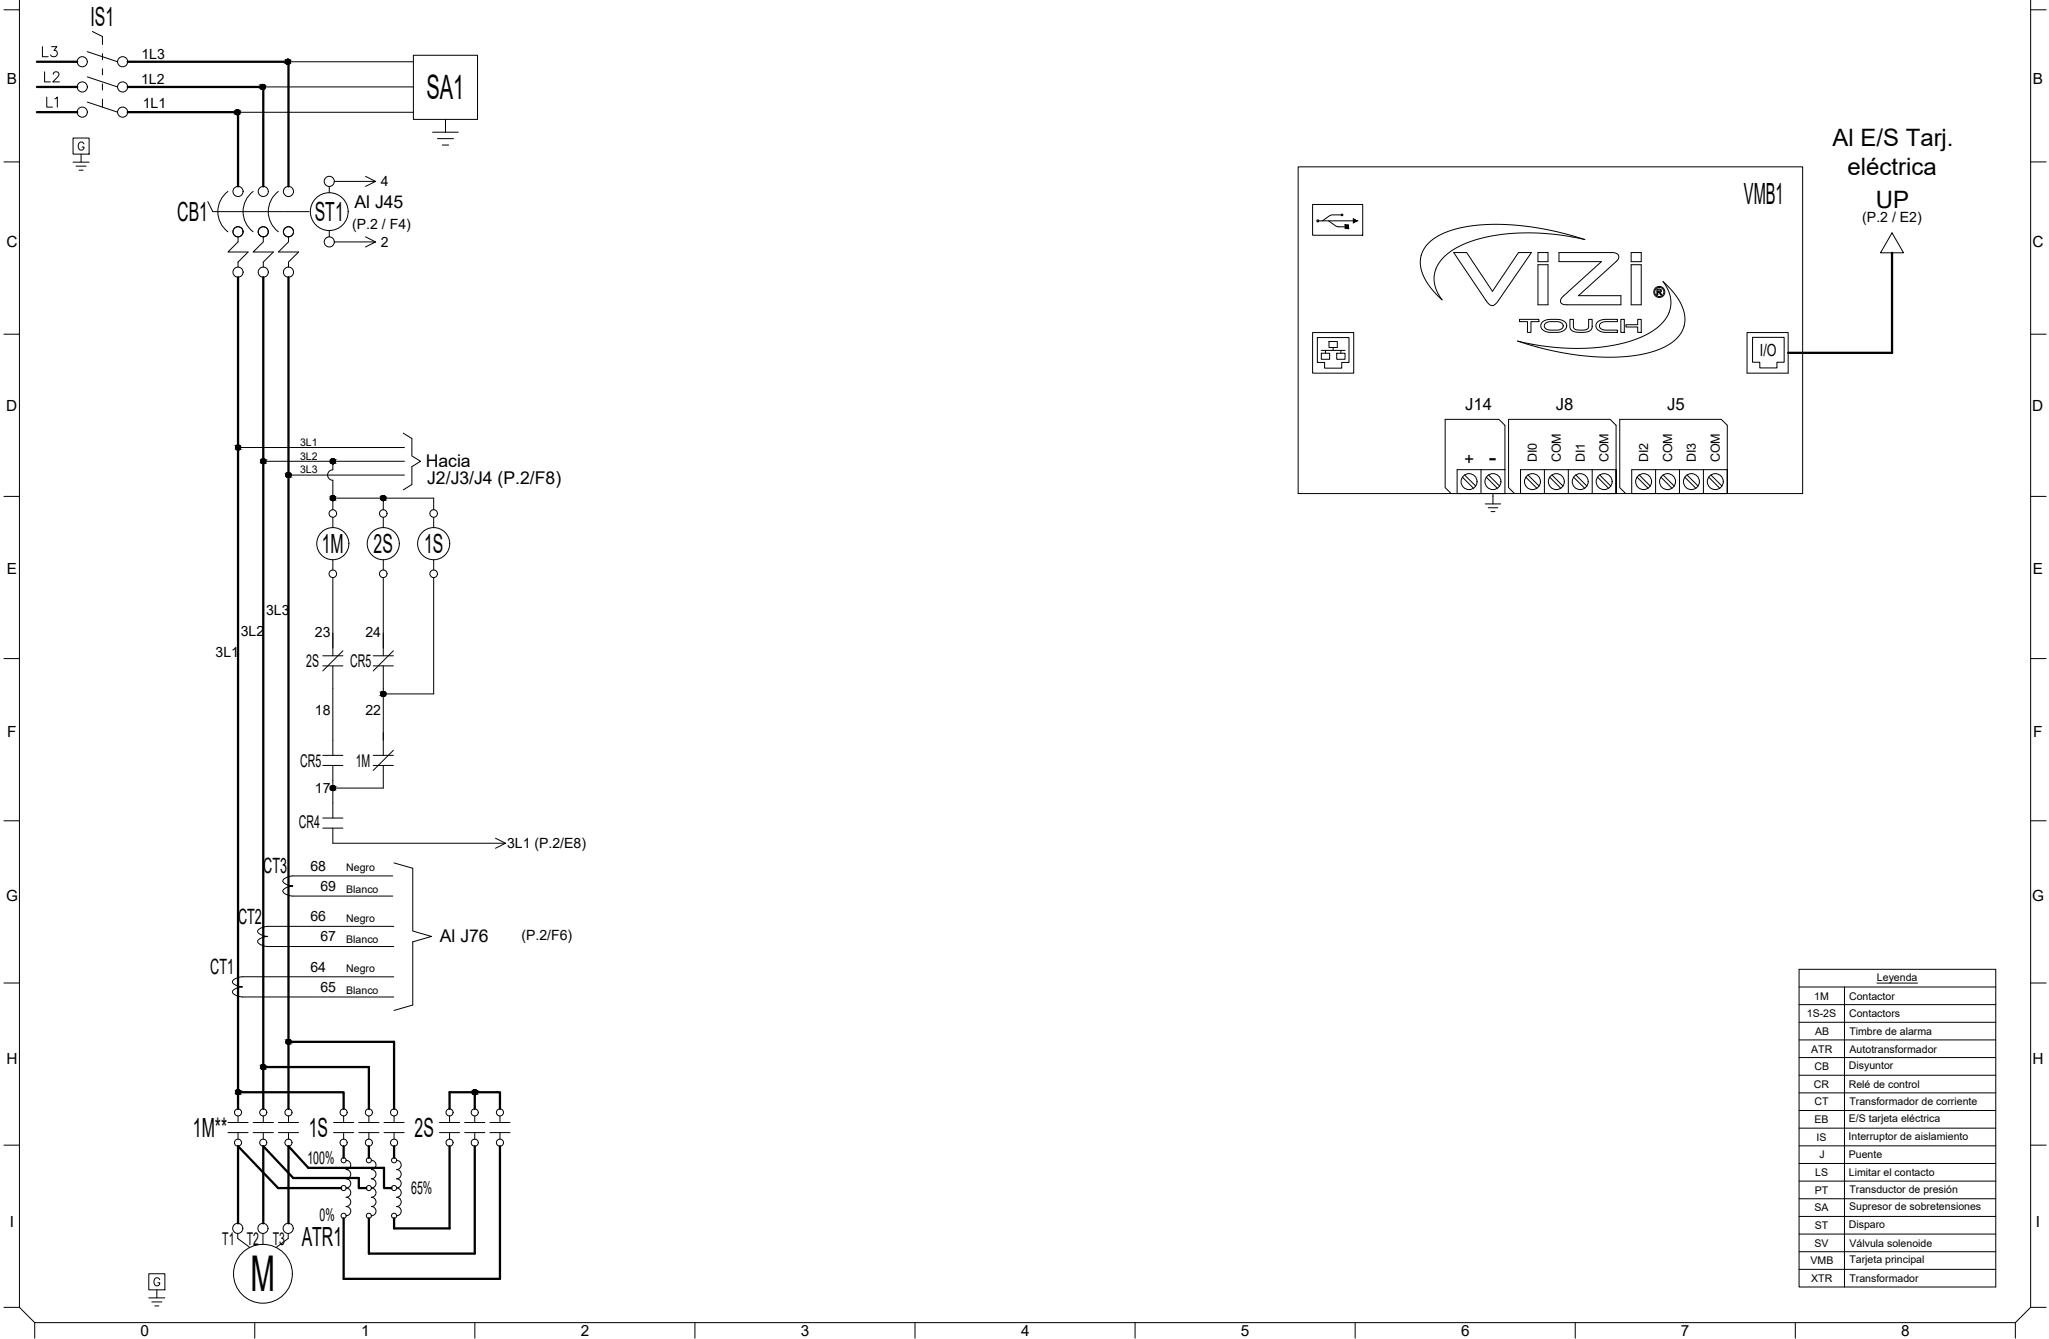 IS1
L3
1L3
L2
1L2
L1
1L1
SA1
B
B
G
Al E/S Tarj.
eléctrica
UP
(P.2 / E2)
CB1
ST1
4
Al J45
(P.2 / F4)
2
C
C
VMB1
ViZi
®
TOUCH
I/O
D
D
J14
J8
J5
+
-
DI0
COM
DI1
COM
DI2
COM
DI3
COM
3L1
3L2
3L3
Hacia
J2/J3/J4 (P.2/F8)
1M
2S
1S
E
E
3L3
3L2
3L1
23
24
2S
CR5
18
22
F
F
CR5
1M
17
CR4
3L1 (P.2/E8)
CT3
68 Negro
69 Blanco
G
G
CT2
66 Negro
67 Blanco
Al J76
(P.2/F6)
CT1
64 Negro
65 Blanco
H
H
1M**
1S
2S
100%
65%
0%
ATR1
T1
T2
T3
M
G
I
I
Leyenda
1M Contactor
1S-2S Contactors
AB Timbre de alarma
ATR Autotransformador
CB Disyuntor
CR Relé de control
CT Transformador de corriente
EB E/S tarjeta eléctrica
IS Interruptor de aislamiento
J Puente
LS Limitar el contacto
PT Transductor de presión
SA Supresor de sobretensiones
ST Disparo
SV Válvula solenoide
VMB Tarjeta principal
XTR Transformador
0
1
2
3
4
5
6
7
8